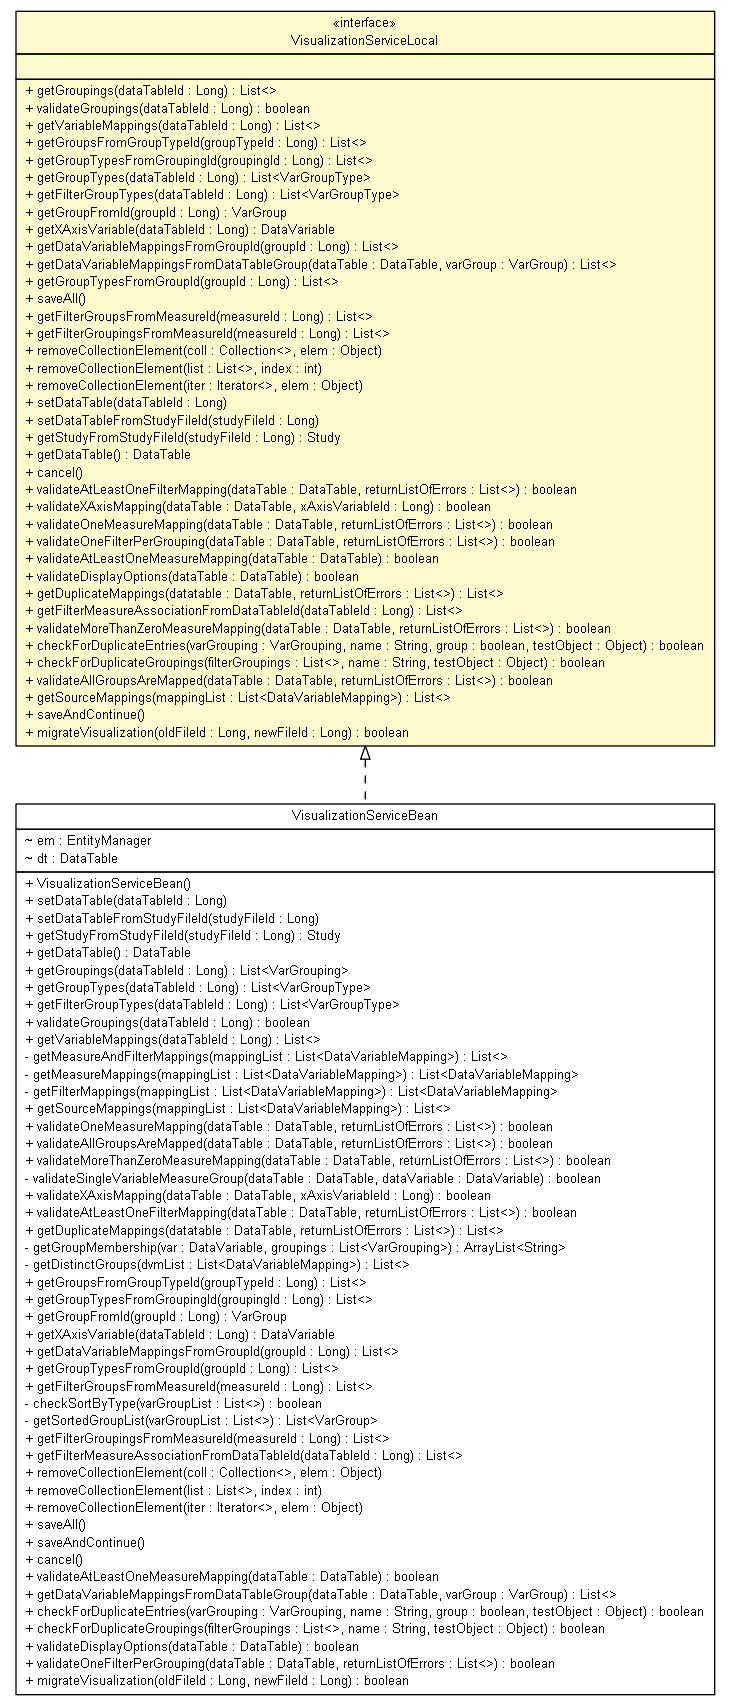 «interface»
VisualizationServiceLocal
+ getGroupings(dataTableId : Long) : List<>
+ validateGroupings(dataTableId : Long) : boolean
+ getVariableMappings(dataTableId : Long) : List<>
+ getGroupsFromGroupTypeId(groupTypeId : Long) : List<>
+ getGroupTypesFromGroupingId(groupingId : Long) : List<>
+ getGroupTypes(dataTableId : Long) : List<VarGroupType>
+ getFilterGroupTypes(dataTableId : Long) : List<VarGroupType>
+ getGroupFromId(groupId : Long) : VarGroup
+ getXAxisVariable(dataTableId : Long) : DataVariable
+ getDataVariableMappingsFromGroupId(groupId : Long) : List<>
+ getDataVariableMappingsFromDataTableGroup(dataTable : DataTable, varGroup : VarGroup) : List<>
+ getGroupTypesFromGroupId(groupId : Long) : List<>
+ saveAll()
+ getFilterGroupsFromMeasureId(measureId : Long) : List<>
+ getFilterGroupingsFromMeasureId(measureId : Long) : List<>
+ removeCollectionElement(coll : Collection<>, elem : Object)
+ removeCollectionElement(list : List<>, index : int)
+ removeCollectionElement(iter : Iterator<>, elem : Object)
+ setDataTable(dataTableId : Long)
+ setDataTableFromStudyFileId(studyFileId : Long)
+ getStudyFromStudyFileId(studyFileId : Long) : Study
+ getDataTable() : DataTable
+ cancel()
+ validateAtLeastOneFilterMapping(dataTable : DataTable, returnListOfErrors : List<>) : boolean
+ validateXAxisMapping(dataTable : DataTable, xAxisVariableId : Long) : boolean
+ validateOneMeasureMapping(dataTable : DataTable, returnListOfErrors : List<>) : boolean
+ validateOneFilterPerGrouping(dataTable : DataTable, returnListOfErrors : List<>) : boolean
+ validateAtLeastOneMeasureMapping(dataTable : DataTable) : boolean
+ validateDisplayOptions(dataTable : DataTable) : boolean
+ getDuplicateMappings(datatable : DataTable, returnListOfErrors : List<>) : List<>
+ getFilterMeasureAssociationFromDataTableId(dataTableId : Long) : List<>
+ validateMoreThanZeroMeasureMapping(dataTable : DataTable, returnListOfErrors : List<>) : boolean
+ checkForDuplicateEntries(varGrouping : VarGrouping, name : String, group : boolean, testObject : Object) : boolean
+ checkForDuplicateGroupings(filterGroupings : List<>, name : String, testObject : Object) : boolean
+ validateAllGroupsAreMapped(dataTable : DataTable, returnListOfErrors : List<>) : boolean
+ getSourceMappings(mappingList : List<DataVariableMapping>) : List<>
+ saveAndContinue()
+ migrateVisualization(oldFileId : Long, newFileId : Long) : boolean
VisualizationServiceBean
~ em : EntityManager
~ dt : DataTable
+ VisualizationServiceBean()
+ setDataTable(dataTableId : Long)
+ setDataTableFromStudyFileId(studyFileId : Long)
+ getStudyFromStudyFileId(studyFileId : Long) : Study
+ getDataTable() : DataTable
+ getGroupings(dataTableId : Long) : List<VarGrouping>
+ getGroupTypes(dataTableId : Long) : List<VarGroupType>
+ getFilterGroupTypes(dataTableId : Long) : List<VarGroupType>
+ validateGroupings(dataTableId : Long) : boolean
+ getVariableMappings(dataTableId : Long) : List<>
- getMeasureAndFilterMappings(mappingList : List<DataVariableMapping>) : List<>
- getMeasureMappings(mappingList : List<DataVariableMapping>) : List<DataVariableMapping>
- getFilterMappings(mappingList : List<DataVariableMapping>) : List<DataVariableMapping>
+ getSourceMappings(mappingList : List<DataVariableMapping>) : List<>
+ validateOneMeasureMapping(dataTable : DataTable, returnListOfErrors : List<>) : boolean
+ validateAllGroupsAreMapped(dataTable : DataTable, returnListOfErrors : List<>) : boolean
+ validateMoreThanZeroMeasureMapping(dataTable : DataTable, returnListOfErrors : List<>) : boolean
- validateSingleVariableMeasureGroup(dataTable : DataTable, dataVariable : DataVariable) : boolean
+ validateXAxisMapping(dataTable : DataTable, xAxisVariableId : Long) : boolean
+ validateAtLeastOneFilterMapping(dataTable : DataTable, returnListOfErrors : List<>) : boolean
+ getDuplicateMappings(datatable : DataTable, returnListOfErrors : List<>) : List<>
- getGroupMembership(var : DataVariable, groupings : List<VarGrouping>) : ArrayList<String>
- getDistinctGroups(dvmList : List<DataVariableMapping>) : List<>
+ getGroupsFromGroupTypeId(groupTypeId : Long) : List<>
+ getGroupTypesFromGroupingId(groupingId : Long) : List<>
+ getGroupFromId(groupId : Long) : VarGroup
+ getXAxisVariable(dataTableId : Long) : DataVariable
+ getDataVariableMappingsFromGroupId(groupId : Long) : List<>
+ getGroupTypesFromGroupId(groupId : Long) : List<>
+ getFilterGroupsFromMeasureId(measureId : Long) : List<>
- checkSortByType(varGroupList : List<>) : boolean
- getSortedGroupList(varGroupList : List<>) : List<VarGroup>
+ getFilterGroupingsFromMeasureId(measureId : Long) : List<>
+ getFilterMeasureAssociationFromDataTableId(dataTableId : Long) : List<>
+ removeCollectionElement(coll : Collection<>, elem : Object)
+ removeCollectionElement(list : List<>, index : int)
+ removeCollectionElement(iter : Iterator<>, elem : Object)
+ saveAll()
+ saveAndContinue()
+ cancel()
+ validateAtLeastOneMeasureMapping(dataTable : DataTable) : boolean
+ getDataVariableMappingsFromDataTableGroup(dataTable : DataTable, varGroup : VarGroup) : List<>
+ checkForDuplicateEntries(varGrouping : VarGrouping, name : String, group : boolean, testObject : Object) : boolean
+ checkForDuplicateGroupings(filterGroupings : List<>, name : String, testObject : Object) : boolean
+ validateDisplayOptions(dataTable : DataTable) : boolean
+ validateOneFilterPerGrouping(dataTable : DataTable, returnListOfErrors : List<>) : boolean
+ migrateVisualization(oldFileId : Long, newFileId : Long) : boolean